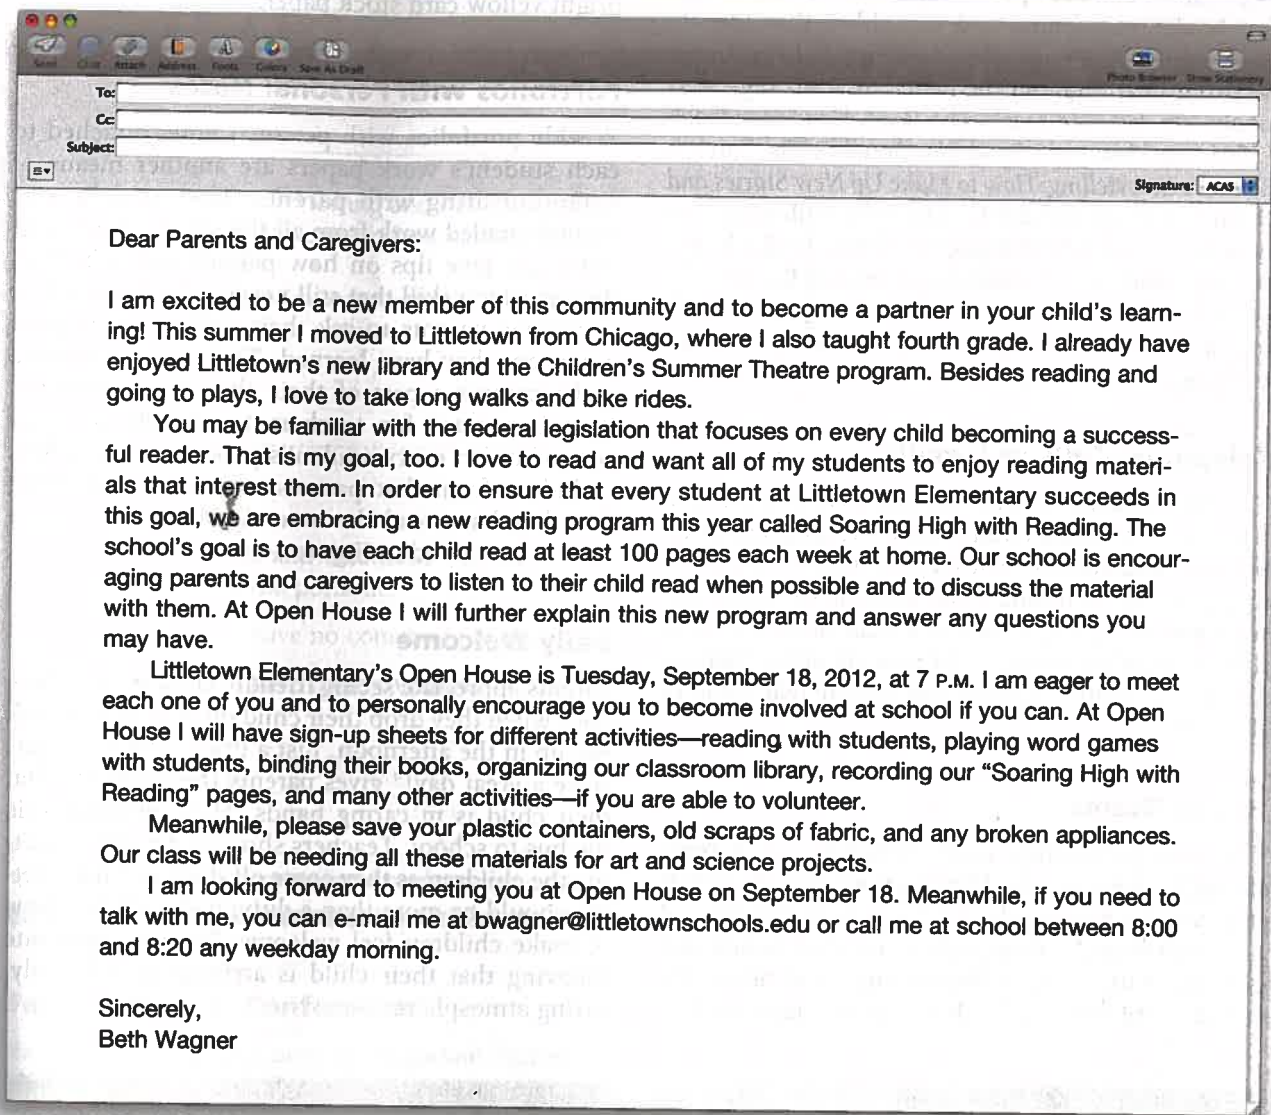 Send Chat Attach Address Fonts Colors Save As Draft
Photo Browser Show Stationery
To:
Cc:
Subject:
Signature: ACAS
Dear Parents and Caregivers:
I am excited to be a new member of this community and to become a partner in your child's learn-
ing! This summer I moved to Littletown from Chicago, where I also taught fourth grade. I already have
enjoyed Littletown's new library and the Children's Summer Theatre program. Besides reading and
going to plays, I love to take long walks and bike rides.
You may be familiar with the federal legislation that focuses on every child becoming a success-
ful reader. That is my goal, too. I love to read and want all of my students to enjoy reading materi-
als that interest them. In order to ensure that every student at Littletown Elementary succeeds in
this goal, we are embracing a new reading program this year called Soaring High with Reading. The
school's goal is to have each child read at least 100 pages each week at home. Our school is encour-
aging parents and caregivers to listen to their child read when possible and to discuss the material
with them. At Open House I will further explain this new program and answer any questions you
may have.
Littletown Elementary's Open House is Tuesday, September 18, 2012, at 7 P.M. I am eager to meet
each one of you and to personally encourage you to become involved at school if you can. At Open
House I will have sign-up sheets for different activities—reading with students, playing word games
with students, binding their books, organizing our classroom library, recording our "Soaring High with
Reading" pages, and many other activities—if you are able to volunteer.
Meanwhile, please save your plastic containers, old scraps of fabric, and any broken appliances.
Our class will be needing all these materials for art and science projects.
I am looking forward to meeting you at Open House on September 18. Meanwhile, if you need to
talk with me, you can e-mail me at bwagner@littletownschools.edu or call me at school between 8:00
and 8:20 any weekday morning.
Sincerely,
Beth Wagner